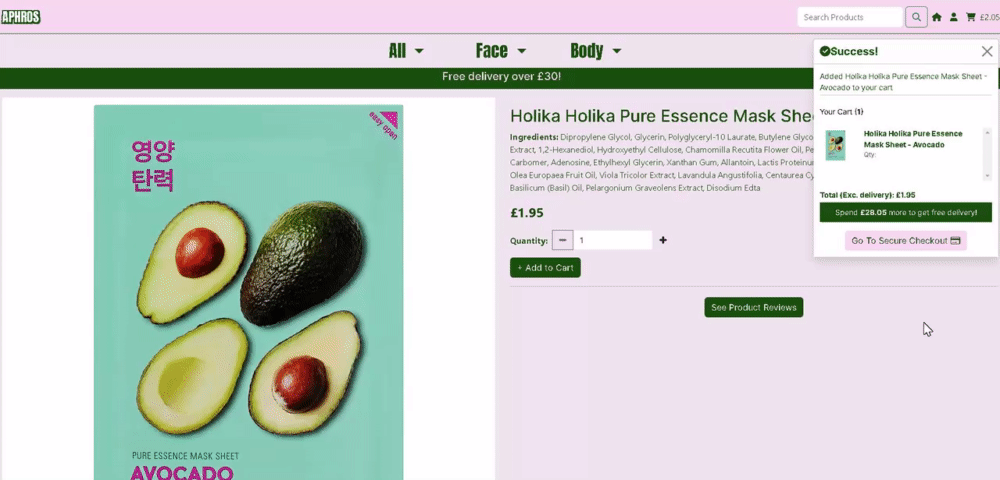 APHROS
Search Products
£2.05
All
Face
Body
Free delivery over £30!
Success!
Added Holika Holika Pure Essence Mask Sheet -
Avocado to your cart
Your Cart (1)
Holika Holika Pure Essence
Mask Sheet - Avocado
Qty:
Total (Exc. delivery): £1.95
Spend £28.05 more to get free delivery!
Go To Secure Checkout
easy open
영양
탄력
PURE ESSENCE MASK SHEET
AVOCADO
Holika Holika Pure Essence Mask She
Ingredients: Dipropylene Glycol, Glycerin, Polyglyceryl-10 Laurate, Butylene Glyco
Extract, 1,2-Hexanediol, Hydroxyethyl Cellulose, Chamomilla Recutita Flower Oil, Pe
Carbomer, Adenosine, Ethylhexyl Glycerin, Xanthan Gum, Allantoin, Lactis Proteinu
Olea Europaea Fruit Oil, Viola Tricolor Extract, Lavandula Angustifolia, Centaurea Cy
Basilicum (Basil) Oil, Pelargonium Graveolens Extract, Disodium Edta
£1.95
Quantity:
1
+ Add to Cart
See Product Reviews